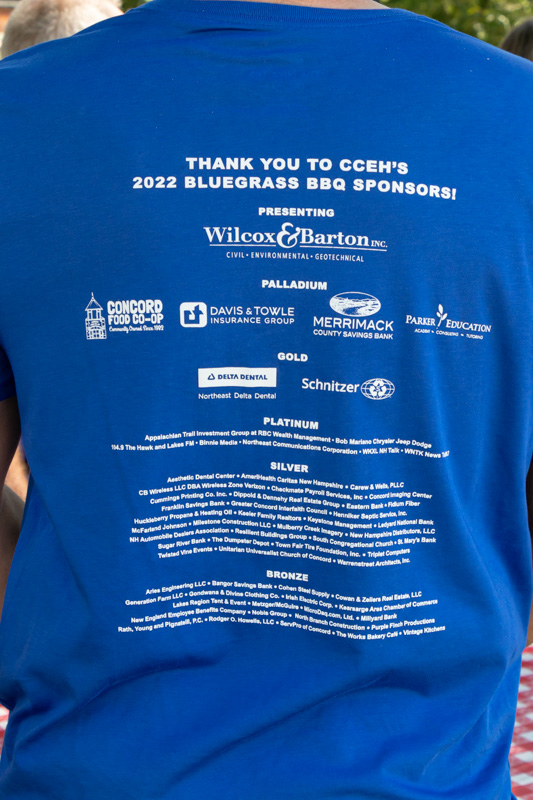 THANK YOU TO CCEH'S
2022 BLUEGRASS BBQ SPONSORS!
PRESENTING
Wilcox & Barton INC.
CIVIL • ENVIRONMENTAL • GEOTECHNICAL
PALLADIUM
CONCORD
FOOD CO-OP
Community Owned Since 1982
DAVIS & TOWLE
INSURANCE GROUP
MERRIMACK
COUNTY SAVINGS BANK
PARKER EDUCATION
ACADEMY • CONSULTING • TUTORING
GOLD
DELTA DENTAL
Northeast Delta Dental
Schnitzer
PLATINUM
Appalachian Trail Investment Group at RBC Wealth Management • Bob Mariano Chrysler Jeep Dodge
104.9 The Hawk and Lakes FM • Binnie Media • Northeast Communications Corporation • WKXL NH Talk • WNTK News Talk
SILVER
Aesthetic Dental Center • AmeriHealth Caritas New Hampshire • Carew & Wells, PLLC
CB Wireless LLC DBA Wireless Zone Verizon • Checkmate Payroll Services, Inc • Concord Imaging Center
Cummings Printing Co. Inc. • Dippold & Dennehy Real Estate Group • Eastern Bank • Fidium Fiber
Franklin Savings Bank • Greater Concord Interfaith Council • Henniker Septic Service, Inc.
Huckleberry Propane & Heating Oil • Keeler Family Realtors • Keystone Management • Ledyard National Bank
McFarland Johnson • Milestone Construction LLC • Mulberry Creek Imagery • New Hampshire Distributors, LLC
NH Automobile Dealers Association • Resilient Buildings Group • South Congregational Church • St. Mary's Bank
Sugar River Bank • The Dumpster Depot • Town Fair Tire Foundation, Inc. • Triplet Computers
Twisted Vine Events • Unitarian Universalist Church of Concord • Warrenstreet Architects, Inc.
BRONZE
Aries Engineering LLC • Bangor Savings Bank • Cohen Steel Supply • Cowan & Zellers Real Estate, LLC
Generation Farm LLC • Gondwana & Divine Clothing Co. • Irish Electric Corp. • Kearsarge Area Chamber of Commerce
Lakes Region Tent & Event • Metzger/McGuire • MicroDaq.com, Ltd. • Millyard Bank
New England Employee Benefits Company • Nobis Group • North Branch Construction • Purple Finch Productions
Rath, Young and Pignatelli, P.C. • Rodger O. Howells, LLC • ServPro of Concord • The Works Bakery Café • Vintage Kitchens